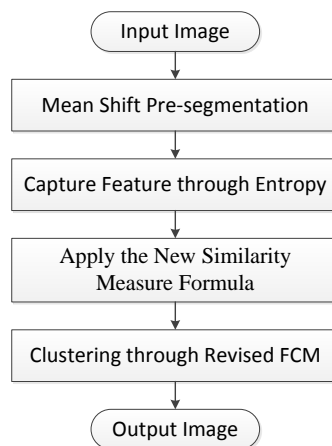 Input Image
Mean Shift Pre-segmentation
Capture Feature through Entropy
Apply the New Similarity
Measure Formula
Clustering through Revised FCM
Output Image